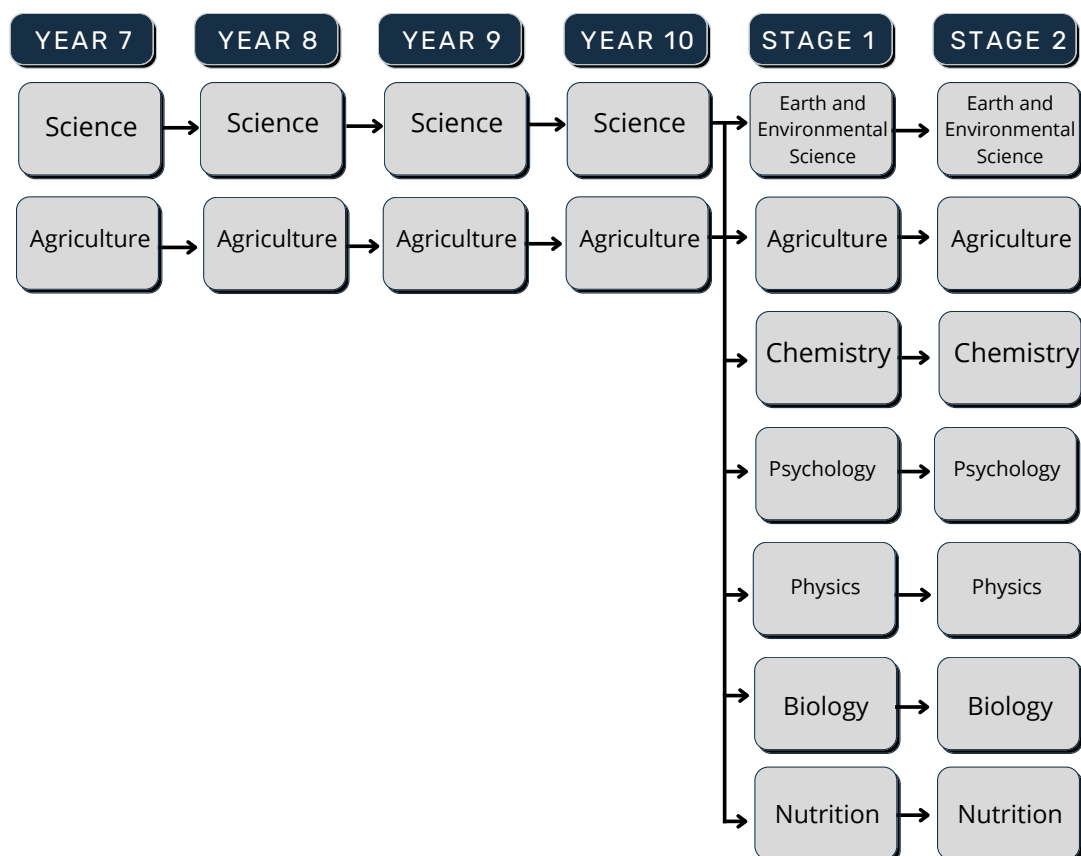 YEAR 7
YEAR 8
YEAR 9
YEAR 10
STAGE 1
STAGE 2
Science
Science
Science
Science
Earth and
Environmental
Science
Earth and
Environmental
Science
Agriculture
Agriculture
Agriculture
Agriculture
Agriculture
Agriculture
Chemistry
Chemistry
Psychology
Psychology
Physics
Physics
Biology
Biology
Nutrition
Nutrition